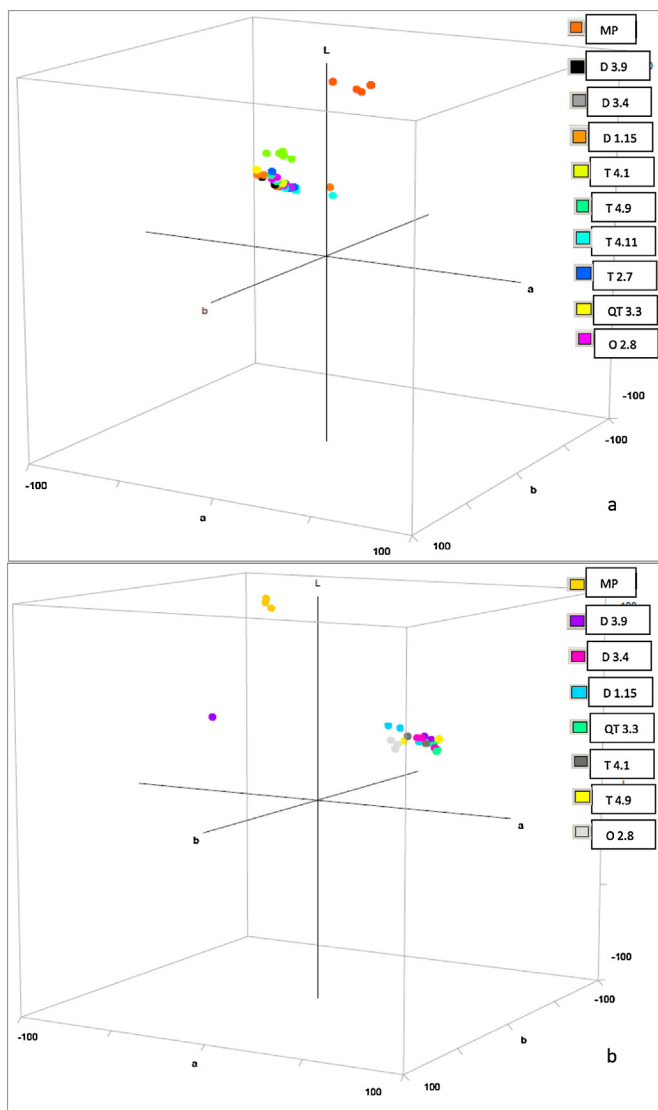 L
MP
D 3.9
D 3.4
D 1.15
T 4.1
T 4.9
T 4.11
T 2.7
QT 3.3
O 2.8
a
b
-100
-100
-100
b
a
a
100
100
L
MP
D 3.9
D 3.4
D 1.15
QT 3.3
T 4.1
T 4.9
O 2.8
a
b
-100
-100
-100
b
a
b
100
100